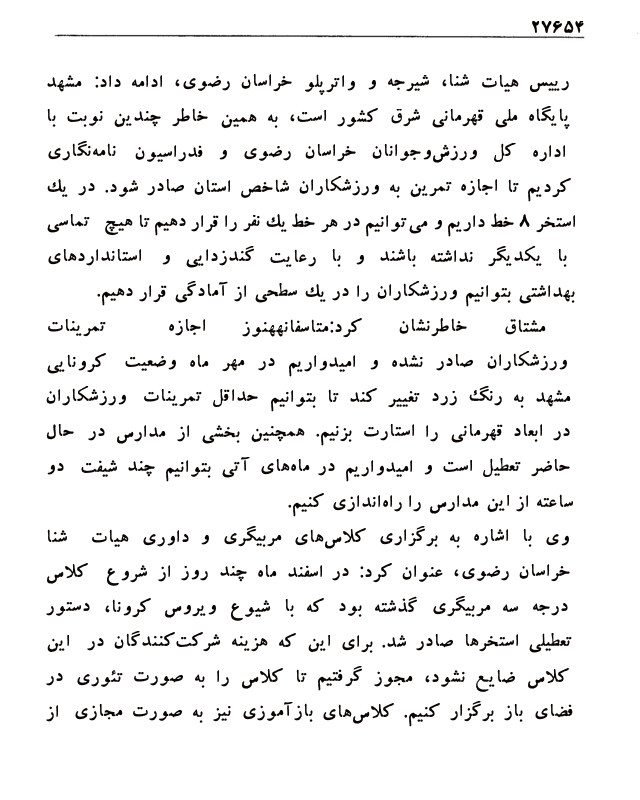 ۲۷۶۵۴
رییس هیات شنا، شیرجه و واترپلو خراسان رضوی، ادامه داد: مشهد
پایگاه ملی قهرمانی شرق کشور است، به همین خاطر چندین نوبت با
اداره کل ورزش‌وجوانان خراسان رضوی و فدراسیون نامه‌نگاری
کردیم تا اجازه تمرین به ورزشکاران شاخص استان صادر شود. در یك
استخر ۸ خط داریم و می‌توانیم در هر خط یك نفر را قرار دهیم تا هیچ تماسی
با یکدیگر نداشته باشند و با رعایت گندزدایی و استانداردهای
بهداشتی بتوانیم ورزشکاران را در یك سطحی از آمادگی قرار دهیم.
مشتاق خاطرنشان کرد:متاسفانههنوز اجازه تمرینات
ورزشکاران صادر نشده و امیدواریم در مهر ماه وضعیت کرونایی
مشهد به رنگ زرد تغییر کند تا بتوانیم حداقل تمرینات ورزشکاران
در ابعاد قهرمانی را استارت بزنیم. همچنین بخشی از مدارس در حال
حاضر تعطیل است و امیدواریم در ماه‌های آتی بتوانیم چند شیفت دو
ساعته از این مدارس را راه‌اندازی کنیم.
وی با اشاره به برگزاری کلاس‌های مربیگری و داوری هیات شنا
خراسان رضوی، عنوان کرد: در اسفند ماه چند روز از شروع کلاس
درجه سه مربیگری گذشته بود که با شیوع ویروس کرونا، دستور
تعطیلی استخرها صادر شد. برای این که هزینه شرکت‌کنندگان در این
کلاس ضایع نشود، مجوز گرفتیم تا کلاس را به صورت تئوری در
فضای باز برگزار کنیم. کلاس‌های بازآموزی نیز به صورت مجازی از